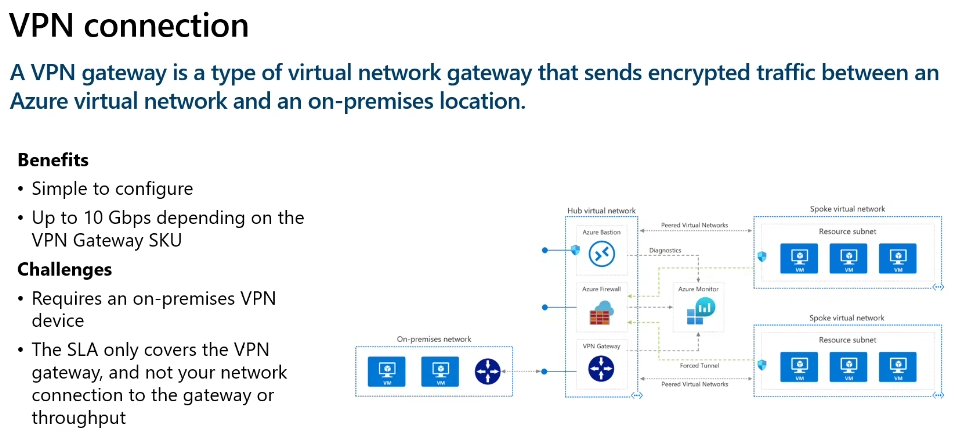 VPN connection
A VPN gateway is a type of virtual network gateway that sends encrypted traffic between an
Azure virtual network and an on-premises location.
Benefits
• Simple to configure
• Up to 10 Gbps depending on the
VPN Gateway SKU
Challenges
• Requires an on-premises VPN
device
• The SLA only covers the VPN
gateway, and not your network
connection to the gateway or
throughput
On-premises network
VM
VM
Hub virtual network
Azure Bastion
Azure Firewall
VPN Gateway
Peered Virtual Networks
Diagnostics
Azure Monitor
Forced Tunnel
Peered Virtual Networks
Spoke virtual network
Resource subnet
VM
VM
VM
Spoke virtual network
Resource subnet
VM
VM
VM